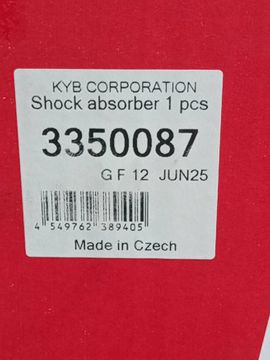 KYB CORPORATION
Shock absorber 1 pcs
3350087
G F 12 JUN25
4 549762 389405
Made in Czech